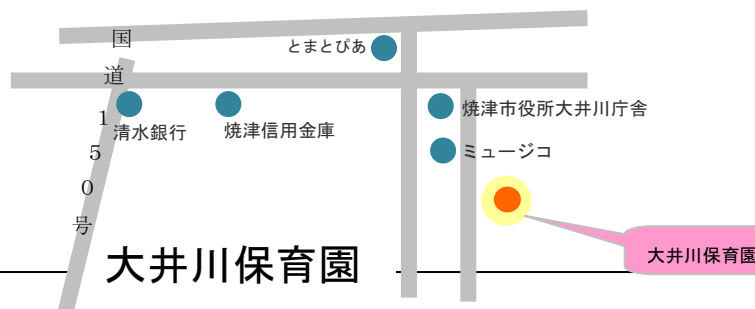 国道150号
とまとぴあ
清水銀行
焼津信用金庫
焼津市役所大井川庁舎
ミュージコ
大井川保育園
大井川保育園